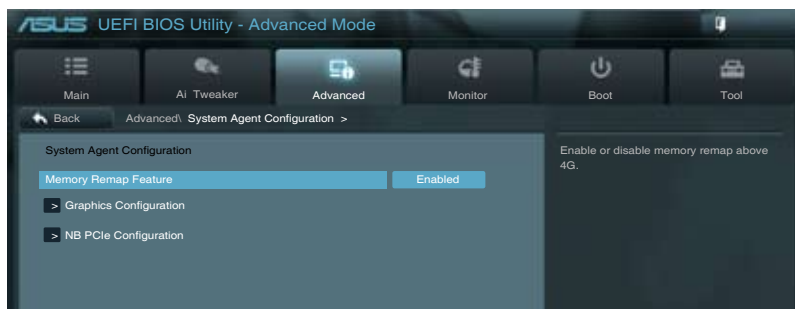 ASUS UEFI BIOS Utility - Advanced Mode
Main
Ai Tweaker
Advanced
Monitor
Boot
Tool
Back
Advanced\ System Agent Configuration >
System Agent Configuration
Memory Remap Feature
Enabled
> Graphics Configuration
> NB PCIe Configuration
Enable or disable memory remap above
4G.